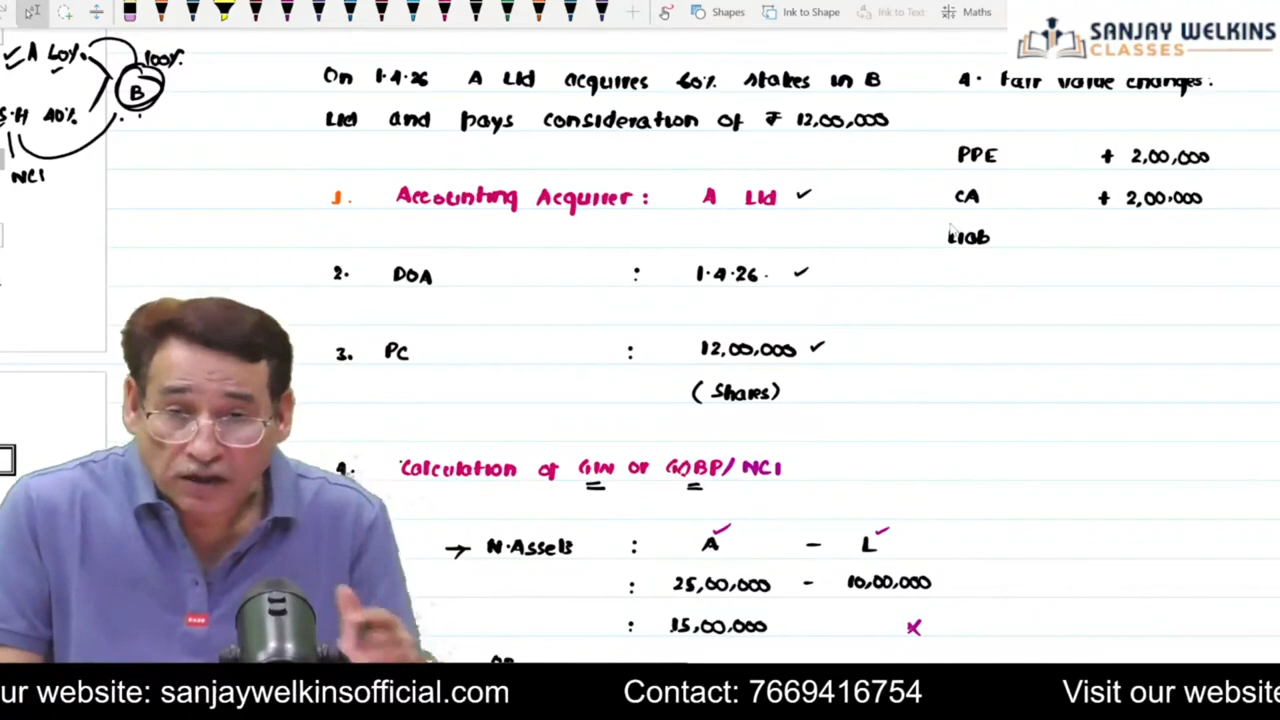 Shapes
Ink to Shape
Ink to Text
Maths
SANJAY WELKINS
CLASSES
A 60%
100%
B
S.H 40%
NCI
On 1.4.26 A Ltd acquires 60% stakes in B
Ltd and pays consideration of ₹ 12,00,000
1. Accounting Acquirer : A Ltd
2. DOA : 1.4.26.
3. PC : 12,00,000
(Shares)
4. Calculation of G/W or GOBP/NCI
→ N.Assets : A - L
: 25,00,000 - 10,00,000
: 15,00,000 x
4. Fair value changes.
PPE + 2,00,000
CA + 2,00,000
Liab
ur website: sanjaywelkinsofficial.com Contact: 7669416754 Visit our website